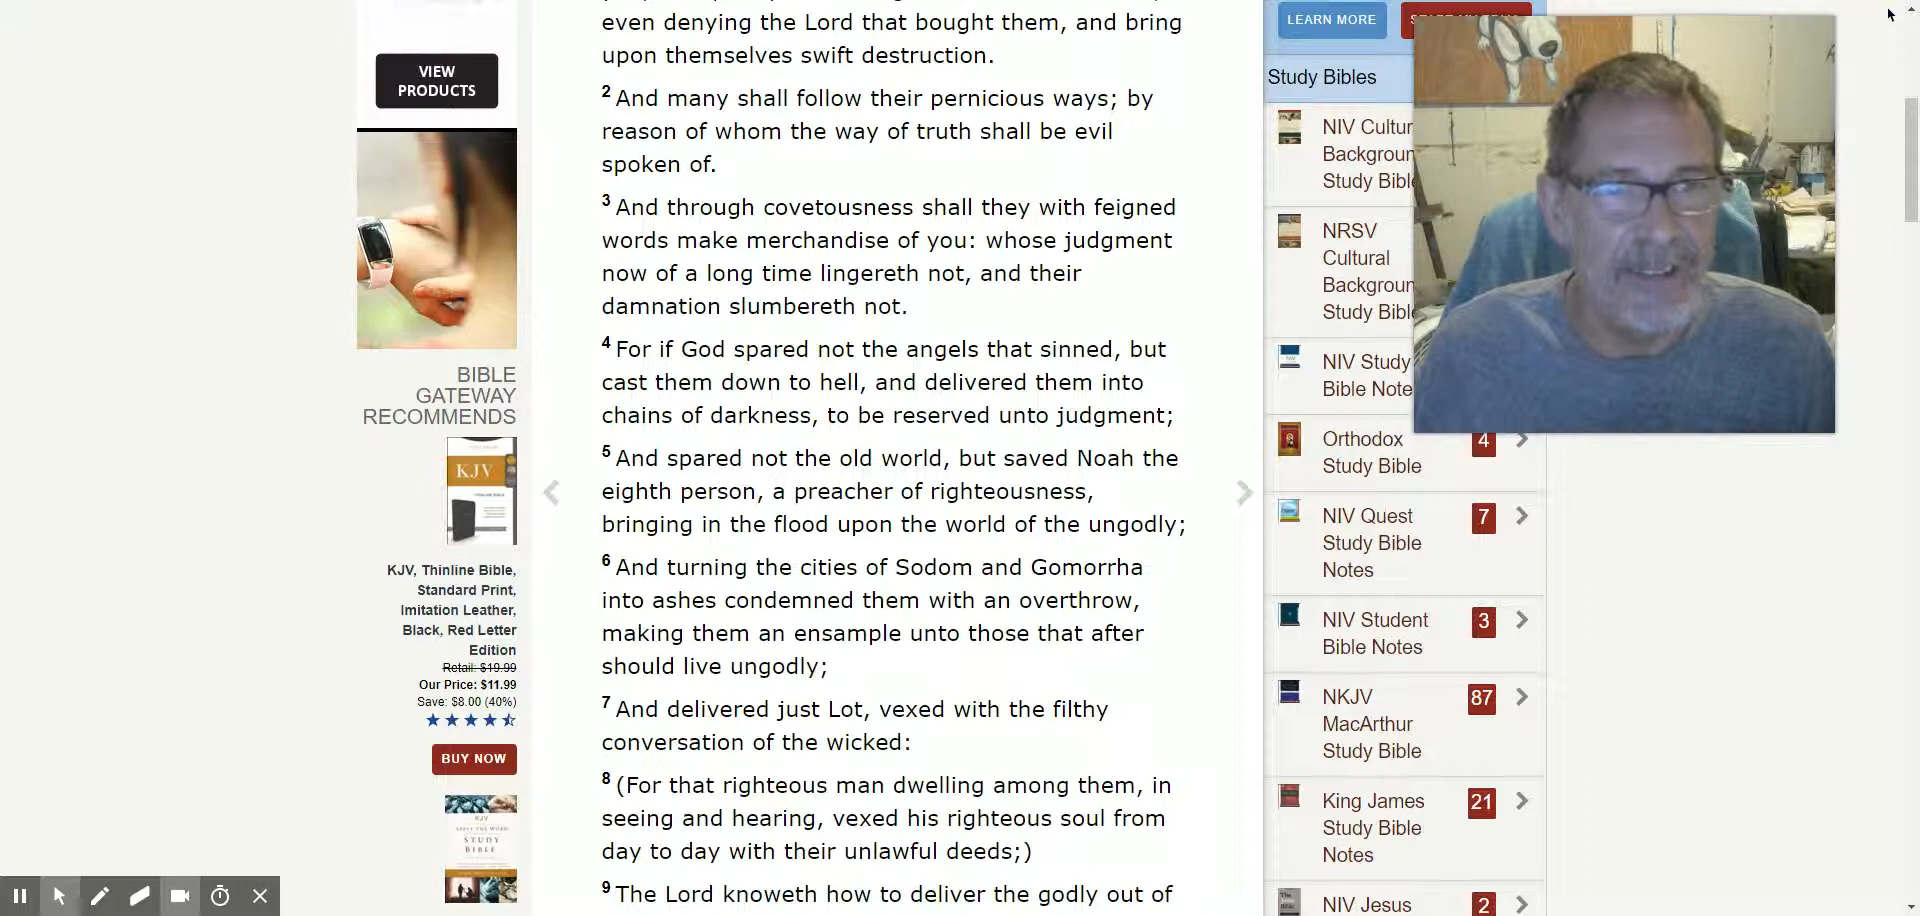 VIEW
PRODUCTS
BIBLE
GATEWAY
RECOMMENDS
KJV
KJV, Thinline Bible,
Standard Print,
Imitation Leather,
Black, Red Letter
Edition
Retail: $19.99
Our Price: $11.99
Save: $8.00 (40%)
BUY NOW
KJV
STUDY
BIBLE
even denying the Lord that bought them, and bring
upon themselves swift destruction.
2 And many shall follow their pernicious ways; by
reason of whom the way of truth shall be evil
spoken of.
3 And through covetousness shall they with feigned
words make merchandise of you: whose judgment
now of a long time lingereth not, and their
damnation slumbereth not.
4 For if God spared not the angels that sinned, but
cast them down to hell, and delivered them into
chains of darkness, to be reserved unto judgment;
5 And spared not the old world, but saved Noah the
eighth person, a preacher of righteousness,
bringing in the flood upon the world of the ungodly;
6 And turning the cities of Sodom and Gomorrha
into ashes condemned them with an overthrow,
making them an ensample unto those that after
should live ungodly;
7 And delivered just Lot, vexed with the filthy
conversation of the wicked:
8 (For that righteous man dwelling among them, in
seeing and hearing, vexed his righteous soul from
day to day with their unlawful deeds;)
9 The Lord knoweth how to deliver the godly out of
LEARN MORE
Study Bibles
NIV Cultur
Backgroun
Study Bible
NRSV
Cultural
Backgroun
Study Bibl
NIV Study
Bible Note
Orthodox 4
Study Bible
NIV Quest 7
Study Bible
Notes
NIV Student 3
Bible Notes
NKJV 87
MacArthur
Study Bible
King James 21
Study Bible
Notes
NIV Jesus 2